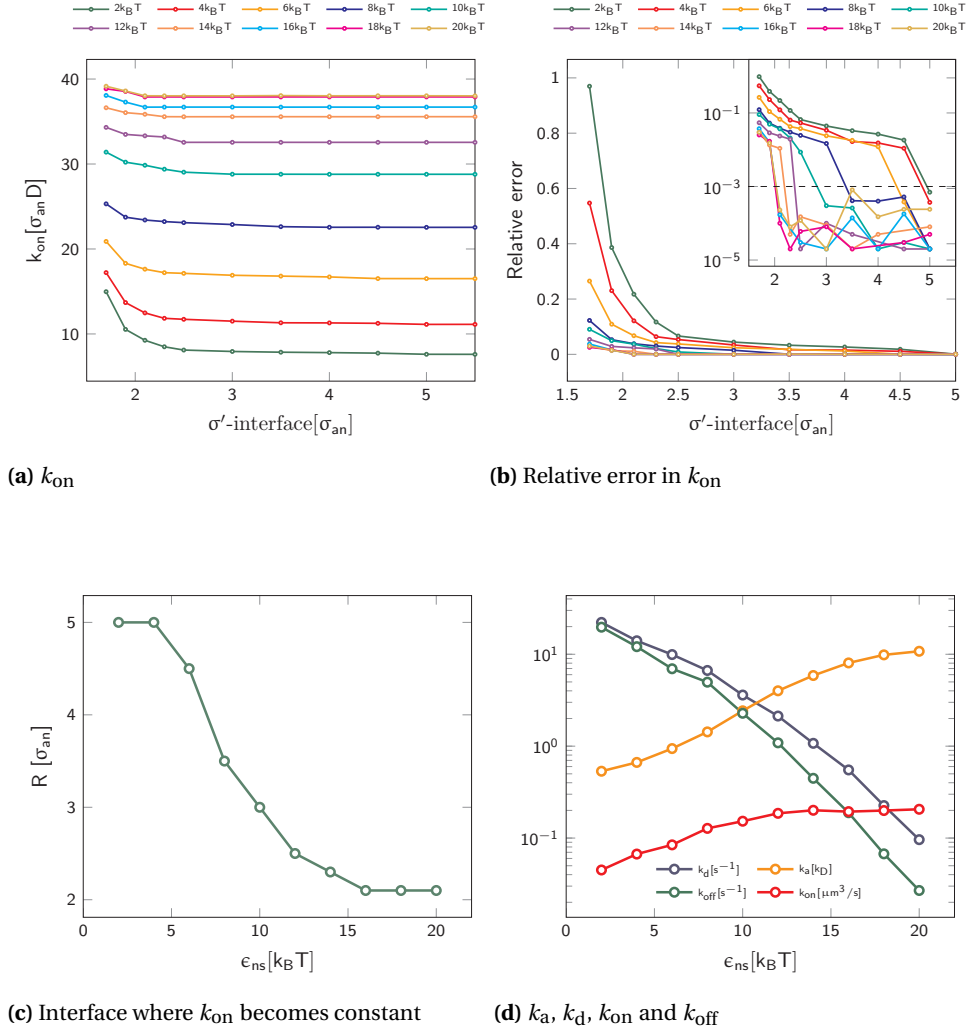 2kBT 4kBT 6kBT 8kBT 10kBT
12kBT 14kBT 16kBT 18kBT 20kBT
40
30
20
10
kon[σanD]
2 3 4 5
σ′-interface[σan]
(a) kon
2kBT 4kBT 6kBT 8kBT 10kBT
12kBT 14kBT 16kBT 18kBT 20kBT
1
0.8
0.6
0.4
0.2
0
Relative error
10−1
10−3
10−5
2 3 4 5
1.5 2 2.5 3 3.5 4 4.5 5
σ′-interface[σan]
(b) Relative error in kon
5
4
3
2
R [σan]
0 5 10 15 20
ϵns[kBT]
(c) Interface where kon becomes constant
101
100
10−1
kd[s−1] ka[kD]
koff[s−1] kon[μm3/s]
0 5 10 15 20
ϵns[kBT]
(d) ka, kd, kon and koff